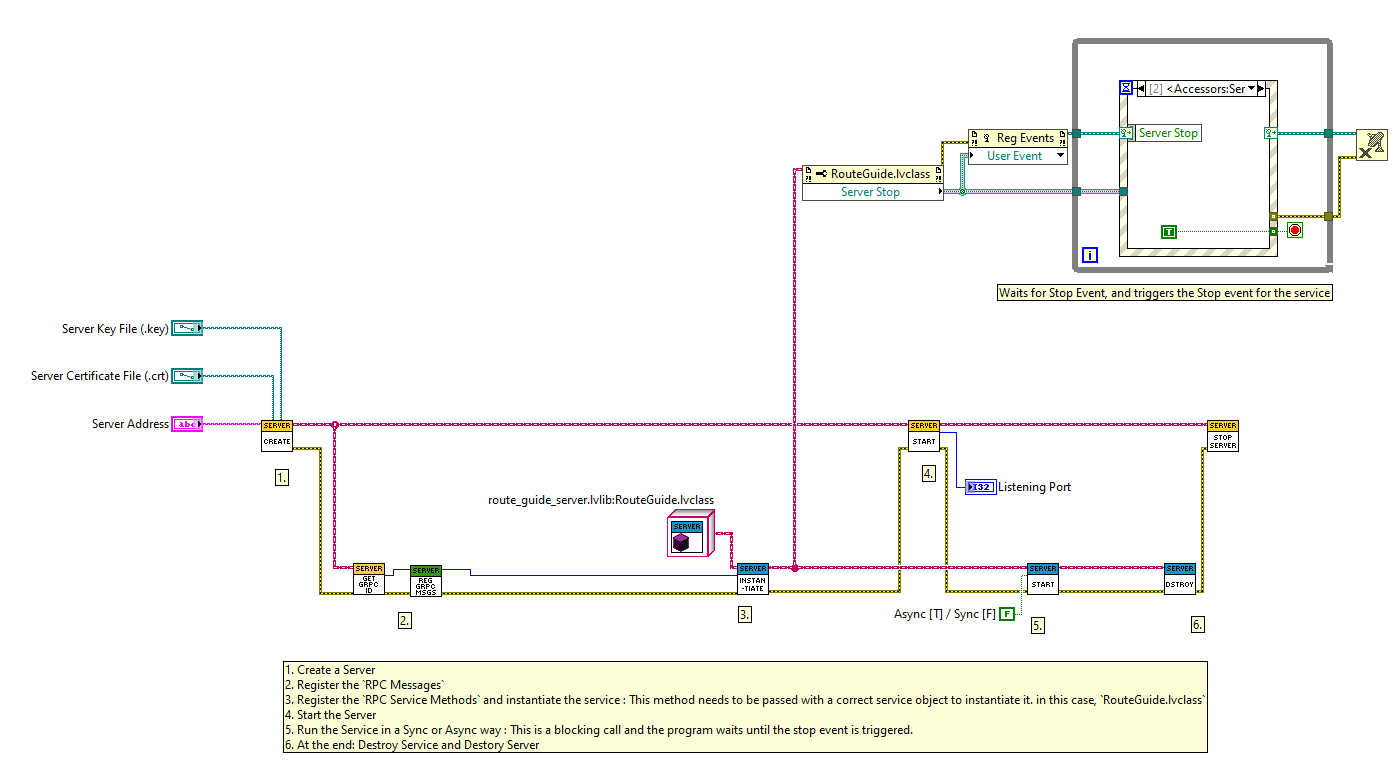 [2] <Accessors:Ser
Server Stop
Reg Events
User Event
RouteGuide.lvclass
Server Stop
i
T
Waits for Stop Event, and triggers the Stop event for the service
Server Key File (.key)
Server Certificate File (.crt)
Server Address
abc
SERVER
CREATE
1.
SERVER
START
4.
SERVER
STOP
SERVER
I32
Listening Port
route_guide_server.lvlib:RouteGuide.lvclass
SERVER
SERVER
GET
GRPC
ID
SERVER
REG
GRPC
MSGS
2.
SERVER
INSTAN
-TIATE
3.
SERVER
START
Async [T] / Sync [F]
F
5.
SERVER
DSTROY
6.
1. Create a Server
2. Register the `RPC Messages`
3. Register the `RPC Service Methods` and instantiate the service : This method needs to be passed with a correct service object to instantiate it. in this case, `RouteGuide.lvclass`
4. Start the Server
5. Run the Service in a Sync or Async way : This is a blocking call and the program waits until the stop event is triggered.
6. At the end: Destroy Service and Destory Server